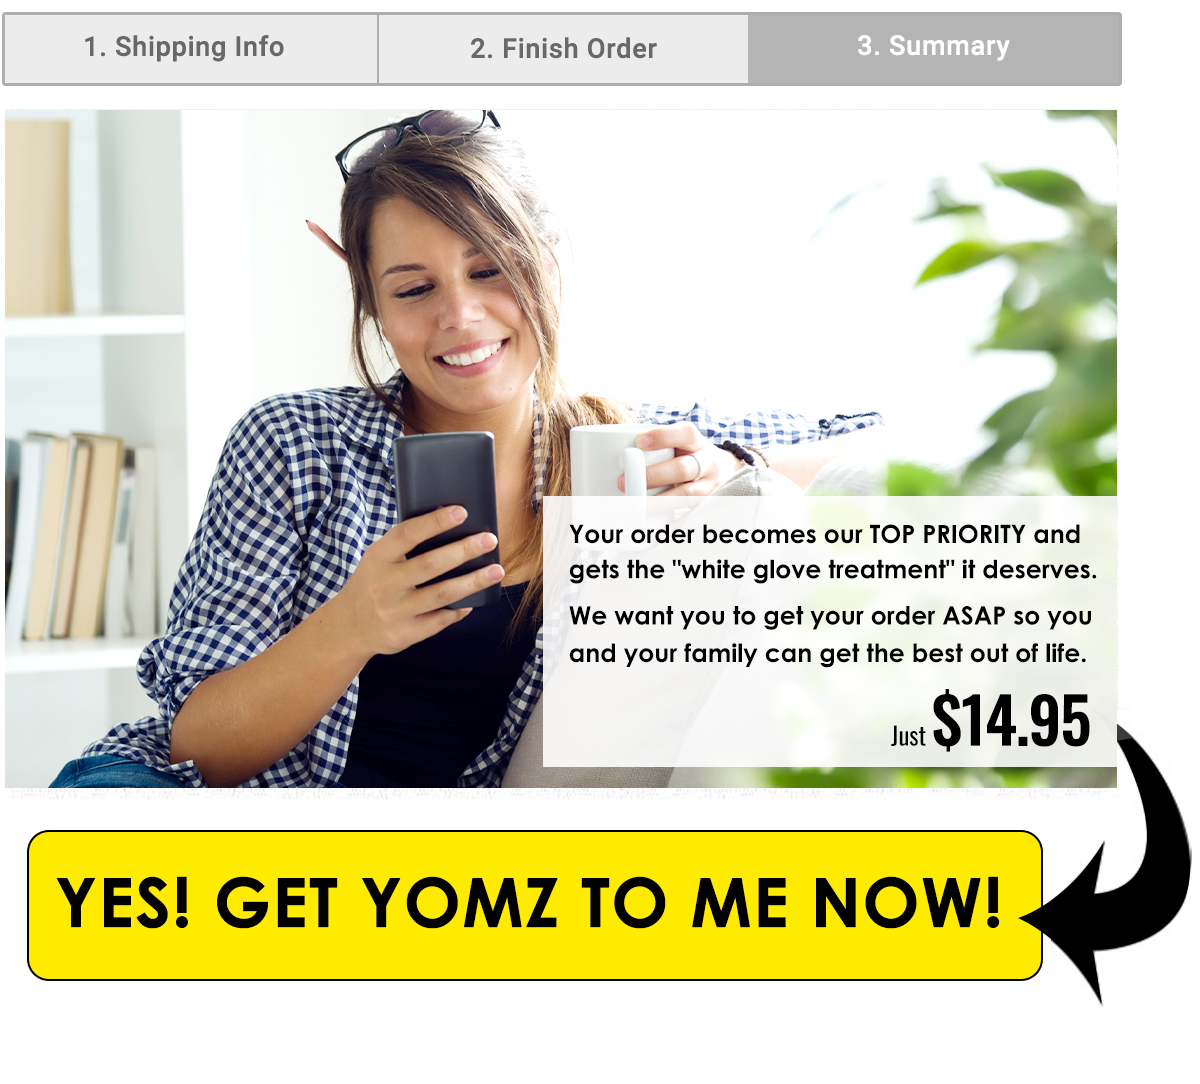 1. Shipping Info
2. Finish Order
3. Summary
Your order becomes our TOP PRIORITY and
gets the "white glove treatment" it deserves.
We want you to get your order ASAP so you
and your family can get the best out of life.
Just $14.95
YES! GET YOMZ TO ME NOW!